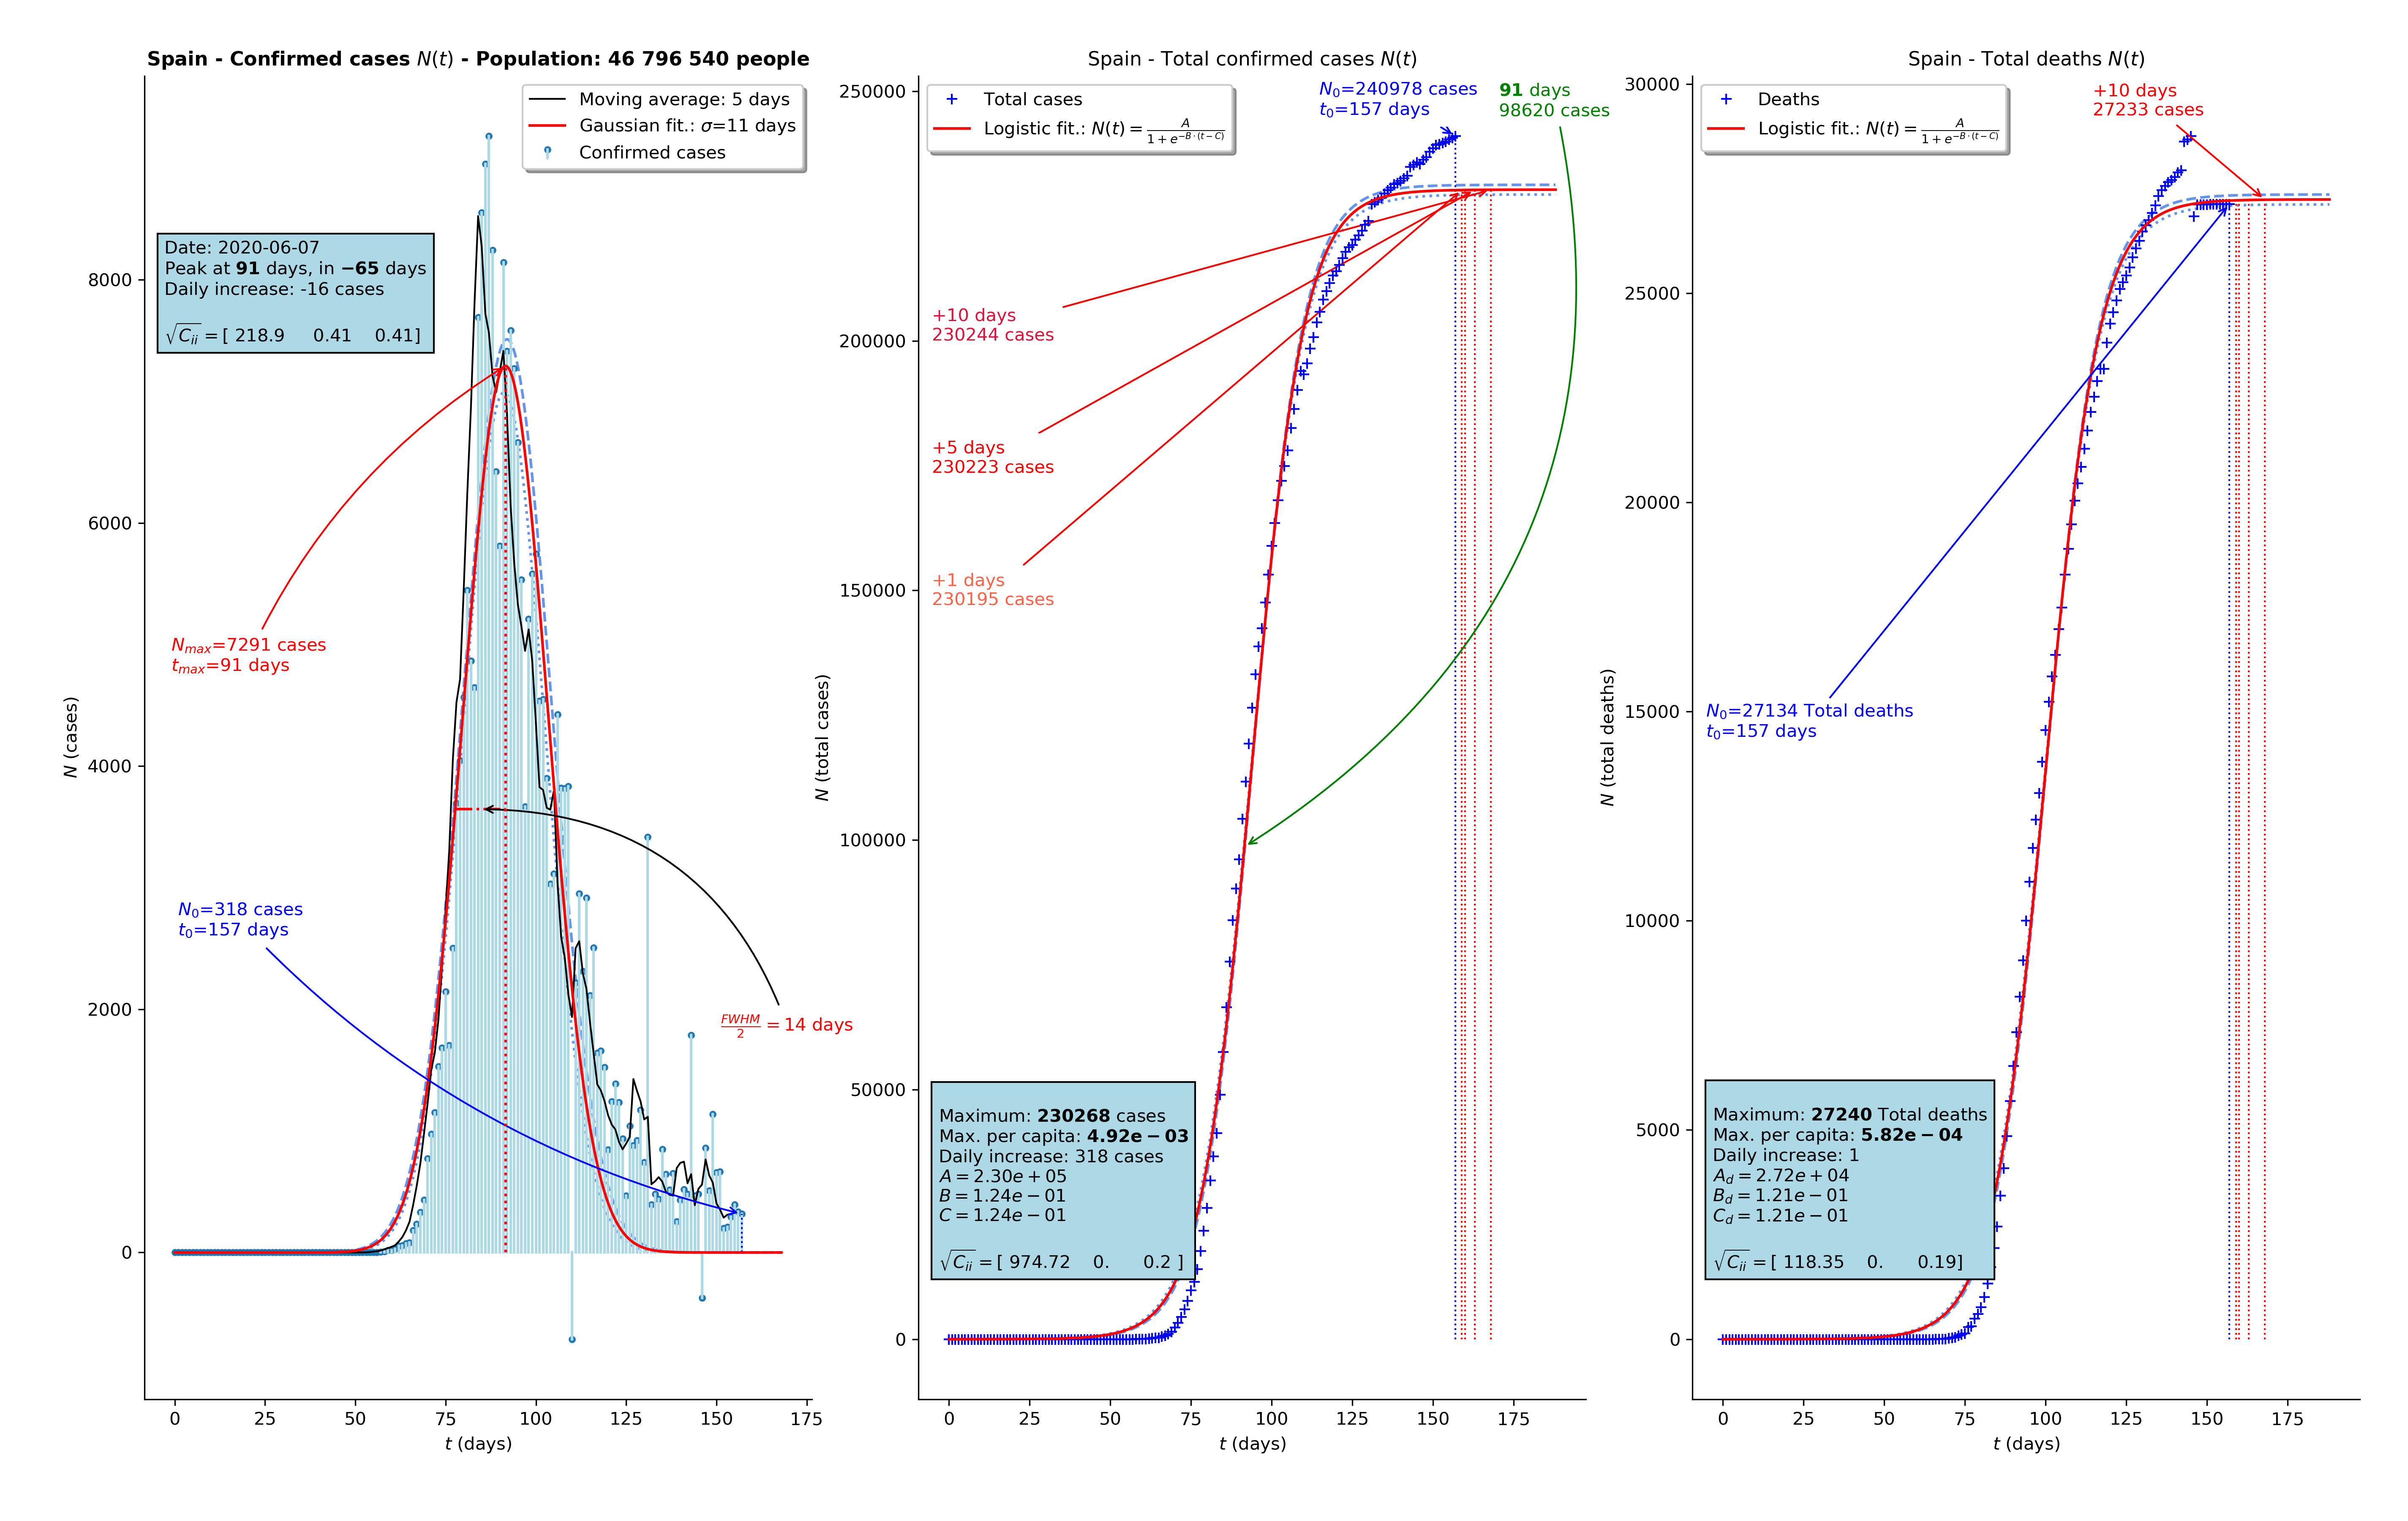 Spain - Confirmed cases N(t) - Population: 46 796 540 people
Moving average: 5 days
Gaussian fit.: σ=11 days
Confirmed cases
Date: 2020-06-07
Peak at 91 days, in −65 days
Daily increase: -16 cases
√Cii = [ 218.9 0.41 0.41]
Nmax=7291 cases
tmax=91 days
N0=318 cases
t0=157 days
FWHM/2 = 14 days
8000
6000
4000
2000
0
N (cases)
0 25 50 75 100 125 150 175
t (days)
Spain - Total confirmed cases N(t)
Total cases
Logistic fit.: N(t) = A/(1 + e^−B·(t−C))
N0=240978 cases
t0=157 days
91 days
98620 cases
+10 days
230244 cases
+5 days
230223 cases
+1 days
230195 cases
Maximum: 230268 cases
Max. per capita: 4.92e − 03
Daily increase: 318 cases
A = 2.30e + 05
B = 1.24e − 01
C = 1.24e − 01
√Cii = [ 974.72 0. 0.2 ]
250000
200000
150000
100000
50000
0
N (total cases)
0 25 50 75 100 125 150 175
t (days)
Spain - Total deaths N(t)
Deaths
Logistic fit.: N(t) = A/(1 + e^−B·(t−C))
+10 days
27233 cases
N0=27134 Total deaths
t0=157 days
Maximum: 27240 Total deaths
Max. per capita: 5.82e − 04
Daily increase: 1
Ad = 2.72e + 04
Bd = 1.21e − 01
Cd = 1.21e − 01
√Cii = [ 118.35 0. 0.19]
30000
25000
20000
15000
10000
5000
0
N (total deaths)
0 25 50 75 100 125 150 175
t (days)